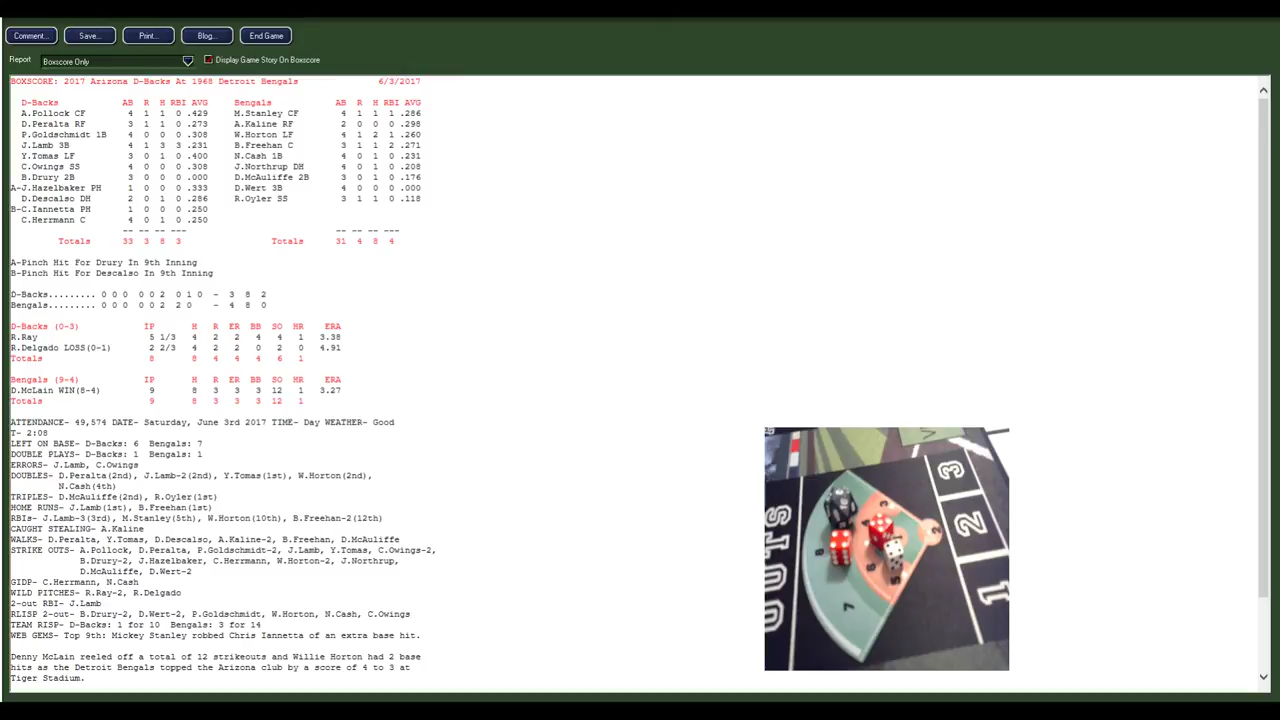 Comment... Save... Print... Blog... End Game
Report Boxscore Only Display Game Story On Boxscore
BOXSCORE: 2017 Arizona D-Backs At 1968 Detroit Bengals 6/3/2017
D-Backs AB R H RBI AVG Bengals AB R H RBI AVG
A.Pollock CF 4 1 1 0 .429 M.Stanley CF 4 1 1 1 .286
D.Peralta RF 3 1 1 0 .273 A.Kaline RF 2 0 0 0 .298
P.Goldschmidt 1B 4 0 0 0 .308 W.Horton LF 4 1 2 1 .260
J.Lamb 3B 4 1 3 3 .231 B.Freehan C 3 1 1 2 .271
Y.Tomas LF 3 0 1 0 .400 N.Cash 1B 4 0 1 0 .231
C.Owings SS 4 0 0 0 .308 J.Northrup DH 4 0 1 0 .208
B.Drury 2B 3 0 0 0 .000 D.McAuliffe 2B 3 0 1 0 .176
A-J.Hazelbaker PH 1 0 0 0 .333 D.Wert 3B 4 0 0 0 .000
D.Descalso DH 2 0 1 0 .286 R.Oyler SS 3 1 1 0 .118
B-C.Iannetta PH 1 0 0 0 .250
C.Herrmann C 4 0 1 0 .250
-- -- -- --- -- -- -- ---
Totals 33 3 8 3 Totals 31 4 8 4
A-Pinch Hit For Drury In 9th Inning
B-Pinch Hit For Descalso In 9th Inning
D-Backs......... 0 0 0 0 0 2 0 1 0 - 3 8 2
Bengals......... 0 0 0 0 0 2 2 0 - 4 8 0
D-Backs (0-3) IP H R ER BB SO HR ERA
R.Ray 5 1/3 4 2 2 4 4 1 3.38
R.Delgado LOSS(0-1) 2 2/3 4 2 2 0 2 0 4.91
Totals 8 8 4 4 4 6 1
Bengals (9-4) IP H R ER BB SO HR ERA
D.McLain WIN(8-4) 9 8 3 3 3 12 1 3.27
Totals 9 8 3 3 3 12 1
ATTENDANCE- 49,574 DATE- Saturday, June 3rd 2017 TIME- Day WEATHER- Good
T- 2:08
LEFT ON BASE- D-Backs: 6 Bengals: 7
DOUBLE PLAYS- D-Backs: 1 Bengals: 1
ERRORS- J.Lamb, C.Owings
DOUBLES- D.Peralta(2nd), J.Lamb-2(2nd), Y.Tomas(1st), W.Horton(2nd),
N.Cash(4th)
TRIPLES- D.McAuliffe(2nd), R.Oyler(1st)
HOME RUNS- J.Lamb(1st), B.Freehan(1st)
RBIs- J.Lamb-3(3rd), M.Stanley(5th), W.Horton(10th), B.Freehan-2(12th)
CAUGHT STEALING- A.Kaline
WALKS- D.Peralta, Y.Tomas, D.Descalso, A.Kaline-2, B.Freehan, D.McAuliffe
STRIKE OUTS- A.Pollock, D.Peralta, P.Goldschmidt-2, J.Lamb, Y.Tomas, C.Owings-2,
B.Drury-2, J.Hazelbaker, C.Herrmann, W.Horton-2, J.Northrup,
D.McAuliffe, D.Wert-2
GIDP- C.Herrmann, N.Cash
WILD PITCHES- R.Ray-2, R.Delgado
2-out RBI- J.Lamb
RLISP 2-out- B.Drury-2, D.Wert-2, P.Goldschmidt, W.Horton, N.Cash, C.Owings
TEAM RISP- D-Backs: 1 for 10 Bengals: 3 for 14
WEB GEMS- Top 9th: Mickey Stanley robbed Chris Iannetta of an extra base hit.
Denny McLain reeled off a total of 12 strikeouts and Willie Horton had 2 base
hits as the Detroit Bengals topped the Arizona club by a score of 4 to 3 at
Tiger Stadium.
OUTS 1 2 3